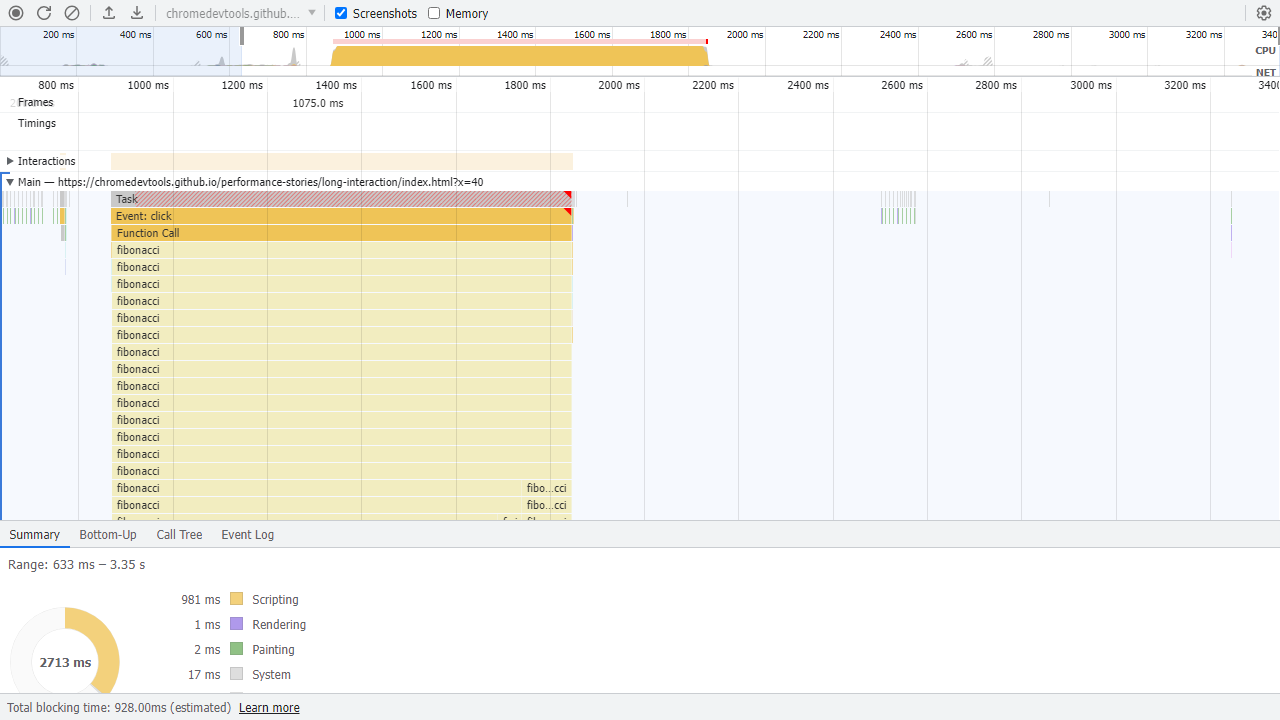 chromedevtools.github.... Screenshots Memory
200 ms 400 ms 600 ms 800 ms 1000 ms 1200 ms 1400 ms 1600 ms 1800 ms 2000 ms 2200 ms 2400 ms 2600 ms 2800 ms 3000 ms 3200 ms 340
CPU
NET
800 ms 1000 ms 1200 ms 1400 ms 1600 ms 1800 ms 2000 ms 2200 ms 2400 ms 2600 ms 2800 ms 3000 ms 3200 ms 3400
Frames 1075.0 ms
Timings
Interactions
Main — https://chromedevtools.github.io/performance-stories/long-interaction/index.html?x=40
Task
Event: click
Function Call
fibonacci
fibonacci
fibonacci
fibonacci
fibonacci
fibonacci
fibonacci
fibonacci
fibonacci
fibonacci
fibonacci
fibonacci
fibonacci
fibonacci
fibonacci fibo...cci
fibonacci fibo...cci
Summary Bottom-Up Call Tree Event Log
Range: 633 ms – 3.35 s
981 ms Scripting
1 ms Rendering
2713 ms
2 ms Painting
17 ms System
Total blocking time: 928.00ms (estimated) Learn more